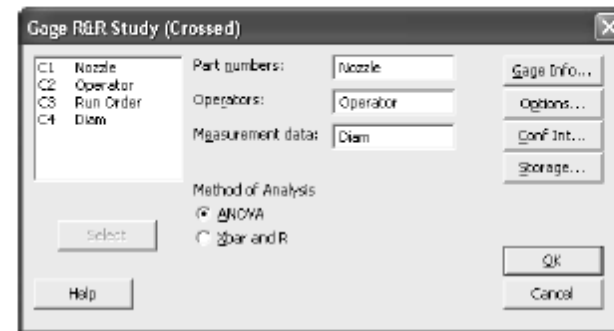 Gage R&R Study (Crossed)
C1 Nozzle
C2 Operator
C3 Run Order
C4 Diam
Part numbers: Nozzle
Operators: Operator
Measurement data: Diam
Method of Analysis
ANOVA
Xbar and R
Gage Info...
Options...
Conf Int...
Storage...
Select
Help
OK
Cancel